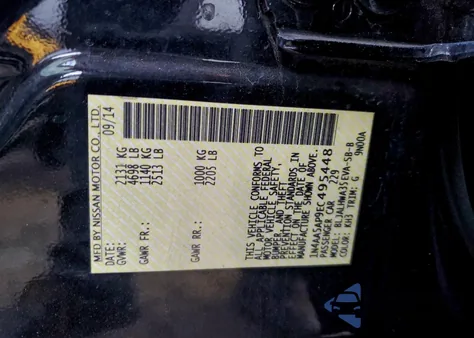 MFD BY NISSAN MOTOR CO., LTD.
DATE: 09/14
GVWR: 2131 KG
4698 LB
GAWR FR.: 1140 KG
2513 LB
GAWR RR: 1000 KG
2205 LB
THIS VEHICLE CONFORMS TO
ALL APPLICABLE FEDERAL
MOTOR VEHICLE SAFETY,
BUMPER, AND THEFT
PREVENTION STANDARDS IN
EFFECT ON THE DATE OF
MANUFACTURE SHOWN ABOVE.
1N4AA5AP9EC495448
PASSENGER CAR 29
COLOR: KH3 TRIM: G
9N00A